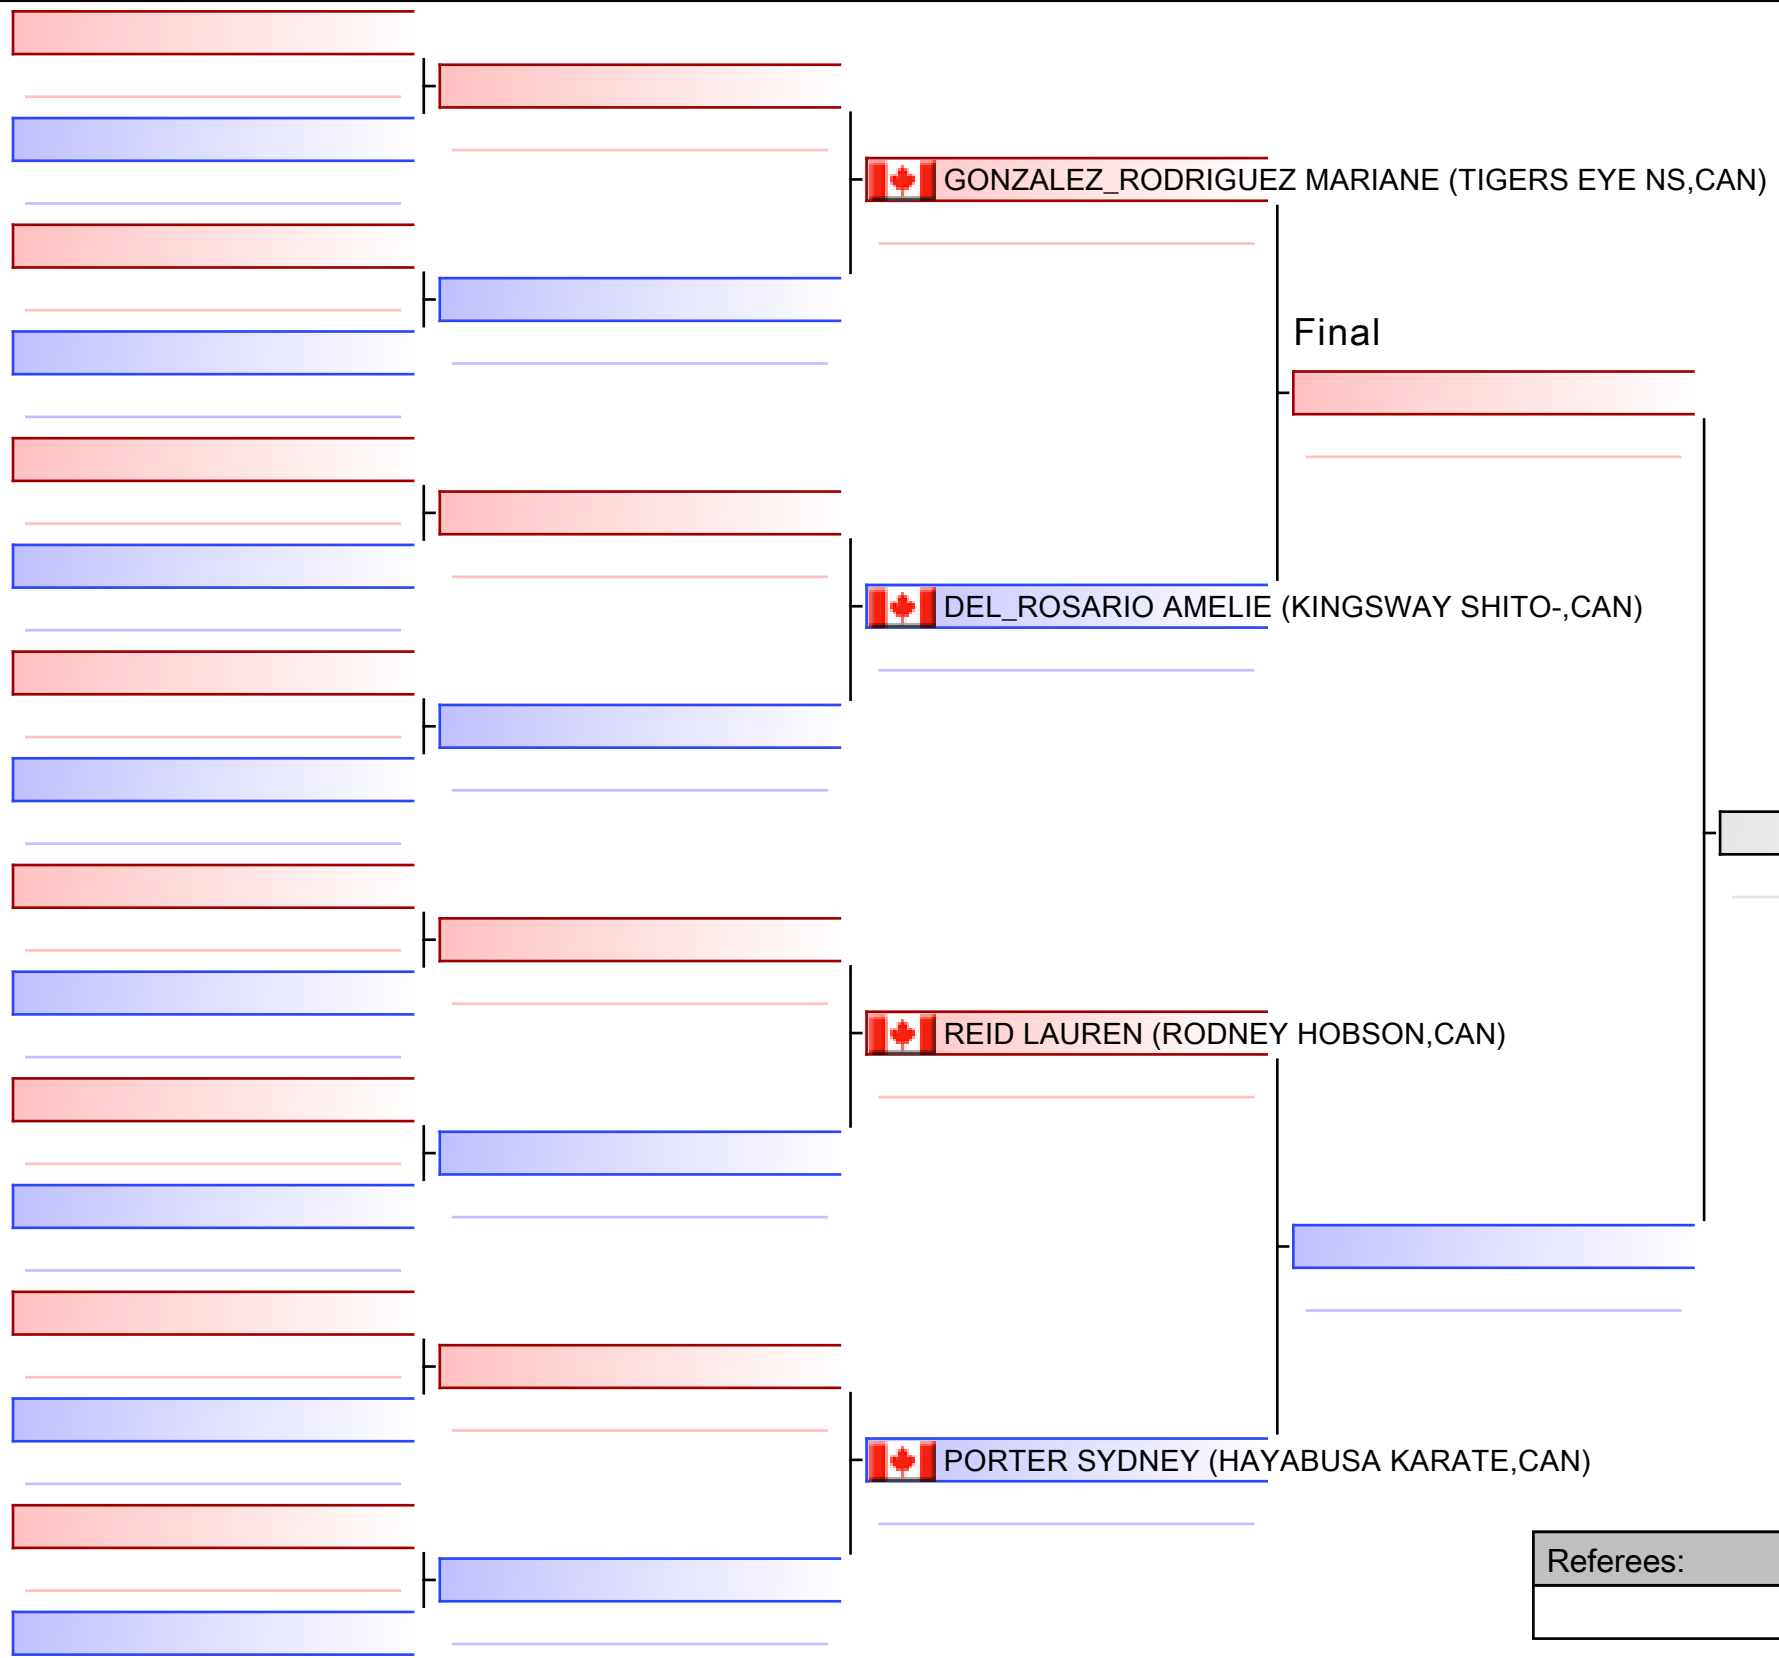 GONZALEZ_RODRIGUEZ MARIANE (TIGERS EYE NS,CAN)
Final
DEL_ROSARIO AMELIE (KINGSWAY SHITO-,CAN)
REID LAUREN (RODNEY HOBSON,CAN)
PORTER SYDNEY (HAYABUSA KARATE,CAN)
Referees: